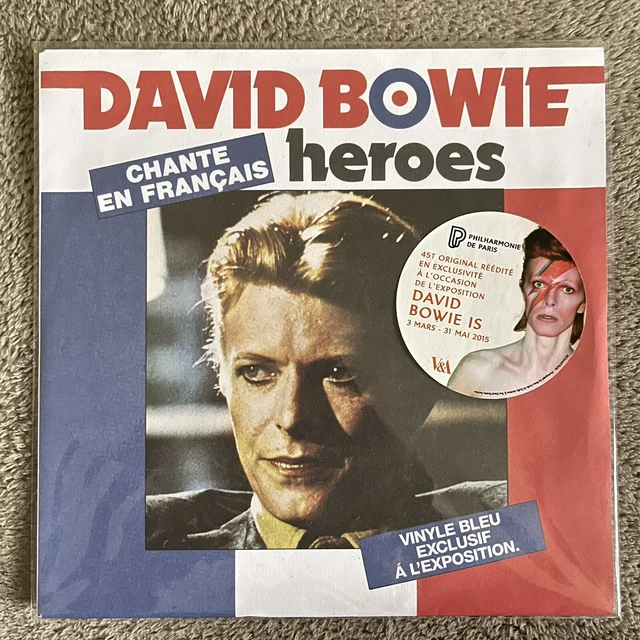 DAVID BOWIE
heroes
CHANTE
EN FRANÇAIS
PHILHARMONIE
DE PARIS
45T ORIGINAL RÉÉDITÉ
EN EXCLUSIVITÉ
À L'OCCASION
DE L'EXPOSITION
DAVID
BOWIE IS
3 MARS - 31 MAI 2015
V&A
VINYLE BLEU
EXCLUSIF
Á L'EXPOSITION.